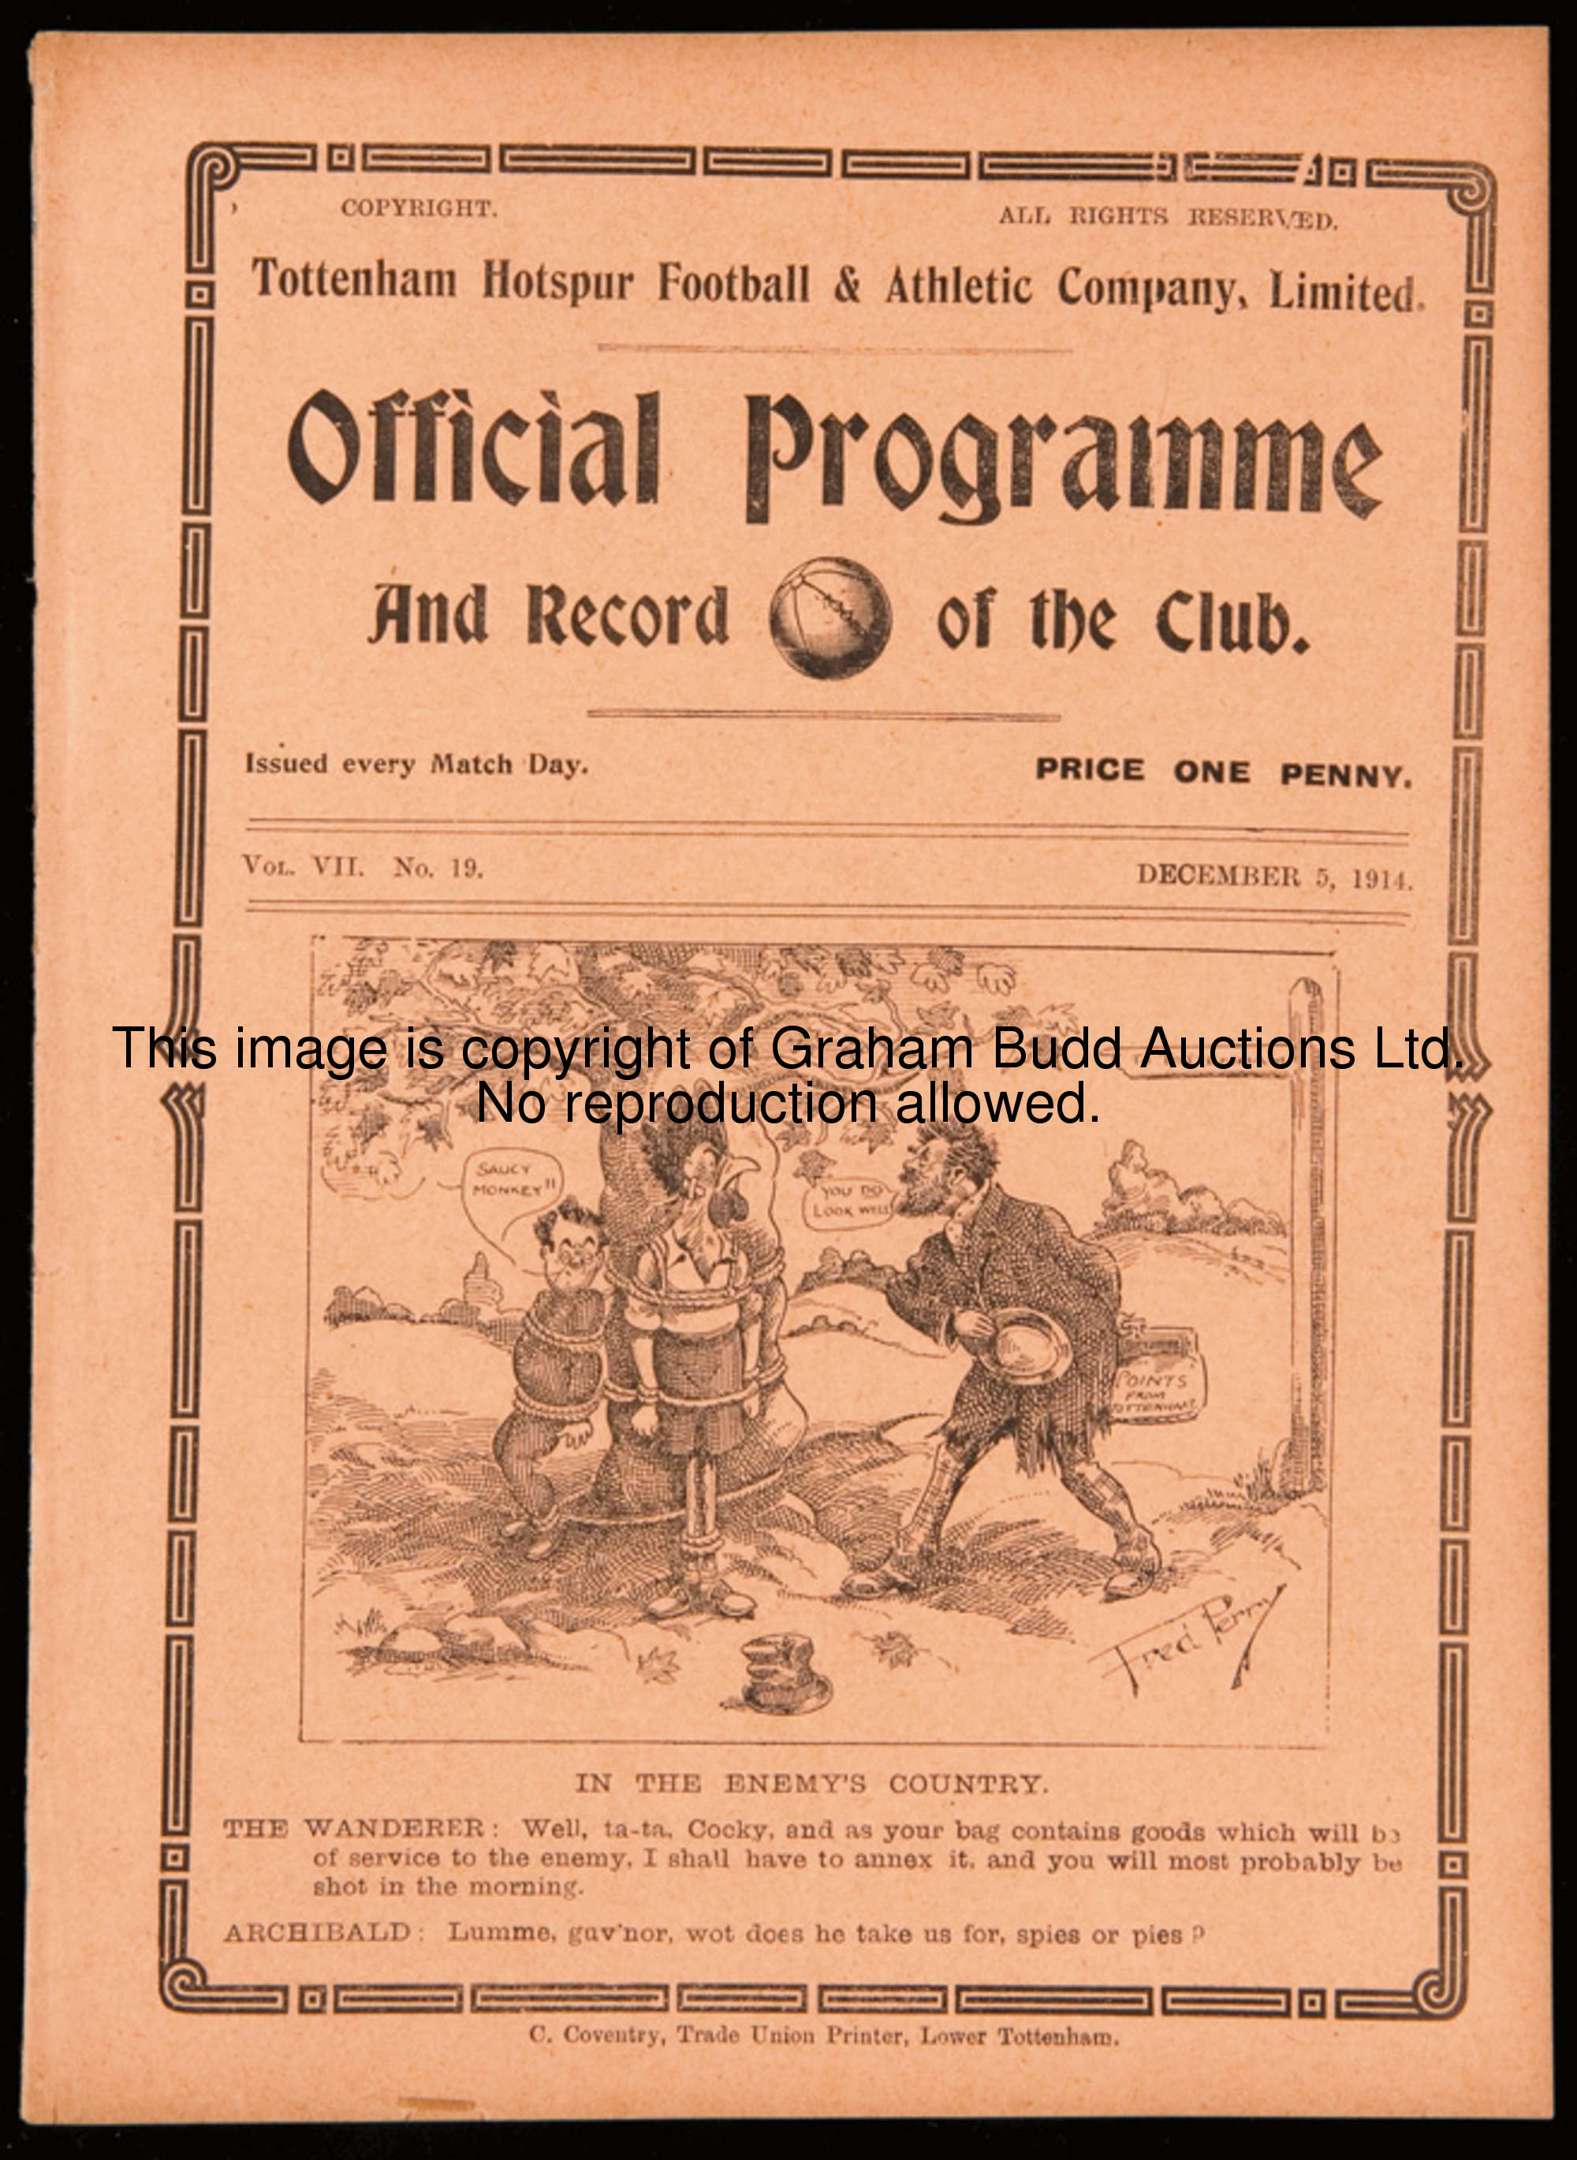 COPYRIGHT.
ALL RIGHTS RESERVED.
Tottenham Hotspur Football & Athletic Company, Limited.
Official Programme
And Record of the Club.
Issued every Match Day.
PRICE ONE PENNY.
VOL. VII. No. 19.
DECEMBER 5, 1914.
This image is copyright of Graham Budd Auctions Ltd.
No reproduction allowed.
SAUCY
MONKEY!!
YOU DO
LOOK WELL
POINTS
FROM
TOTTENHAM
Fred Perry
IN THE ENEMY'S COUNTRY.
THE WANDERER: Well, ta-ta, Cocky, and as your bag contains goods which will be
of service to the enemy, I shall have to annex it, and you will most probably be
shot in the morning.
ARCHIBALD: Lumme, guv'nor, wot does he take us for, spies or pies ?
C. Coventry, Trade Union Printer, Lower Tottenham.